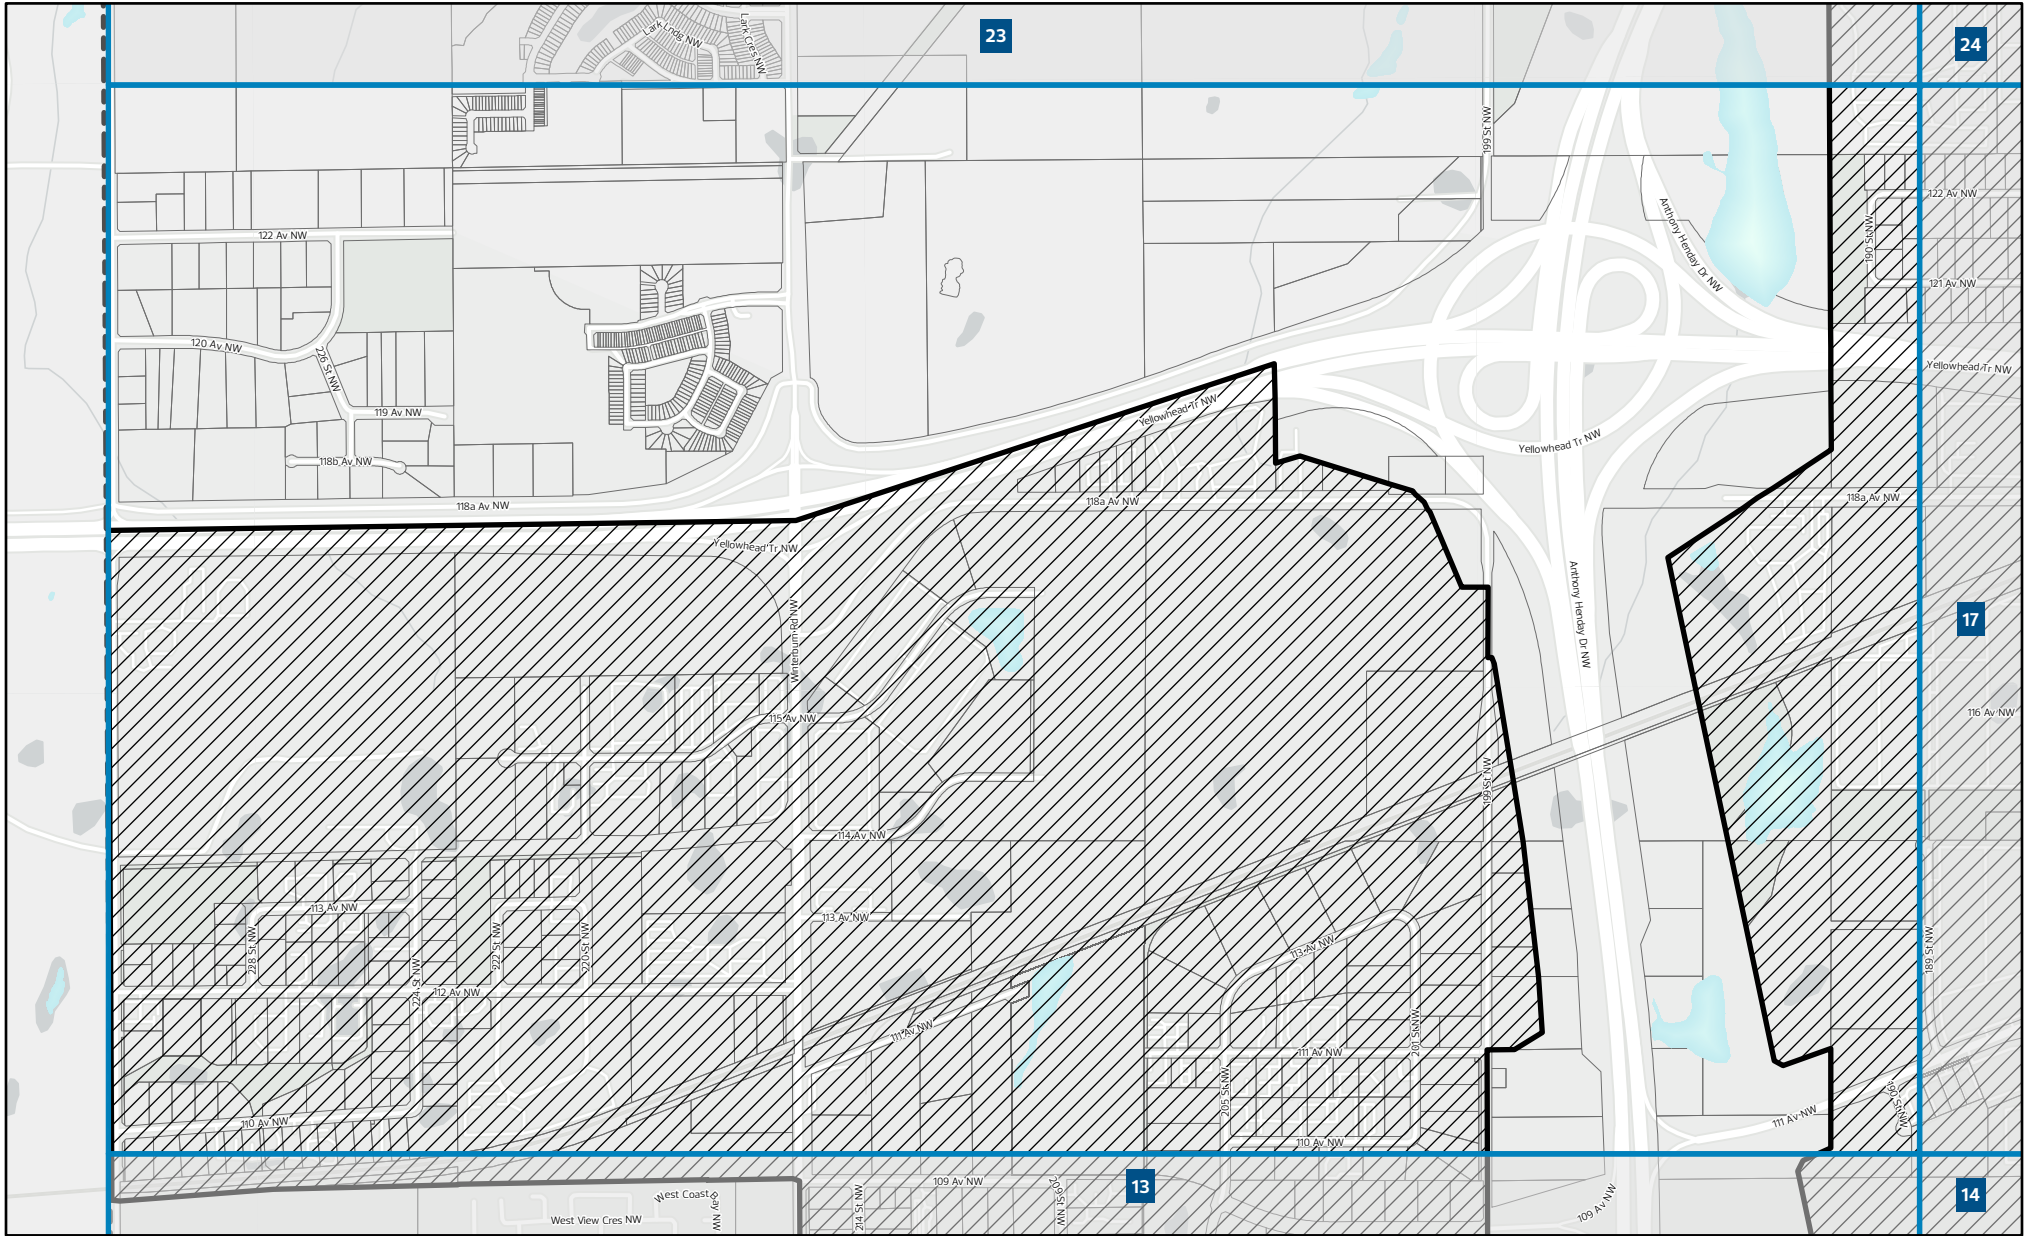 Lark Lndg NW
Lark Cres NW
23
24
199 St NW
122 Av NW
190 St NW
Anthony Henday Dr NW
122 Av NW
121 Av NW
120 Av NW
226 St NW
Yellowhead Tr NW
119 Av NW
Yellowhead Tr NW
Yellowhead Tr NW
118b Av NW
118a Av NW
118a Av NW
118a Av NW
Yellowhead Tr NW
Anthony Henday Dr NW
17
Winterburn Rd NW
116 Av NW
115 Av NW
199 St NW
114 Av NW
113 Av NW
113 Av NW
113 Av NW
228 St NW
222 St NW
220 St NW
224 St NW
189 St NW
112 Av NW
111 Av NW
201 St NW
111 Av NW
205 St NW
190 St NW
111 Av NW
110 Av NW
110 Av NW
109 Av NW
13
14
West Coast Bay NW
214 St NW
209 St NW
109 Av NW
West View Cres NW